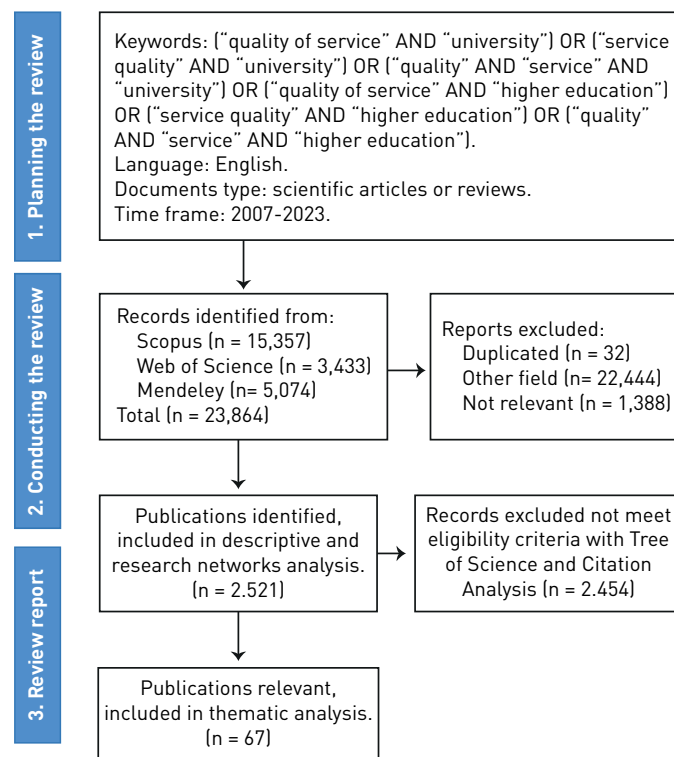 1. Planning the review
Keywords: (“quality of service” AND “university”) OR (“service
quality” AND “university”) OR (“quality” AND “service” AND
“university”) OR (“quality of service” AND “higher education”)
OR (“service quality” AND “higher education”) OR (“quality”
AND “service” AND “higher education”).
Language: English.
Documents type: scientific articles or reviews.
Time frame: 2007-2023.
2. Conducting the review
Records identified from:
Scopus (n = 15,357)
Web of Science (n = 3,433)
Mendeley (n= 5,074)
Total (n = 23,864)
Reports excluded:
Duplicated (n = 32)
Other field (n= 22,444)
Not relevant (n = 1,388)
Publications identified,
included in descriptive and
research networks analysis.
(n = 2.521)
Records excluded not meet
eligibility criteria with Tree
of Science and Citation
Analysis (n = 2.454)
3. Review report
Publications relevant,
included in thematic analysis.
(n = 67)